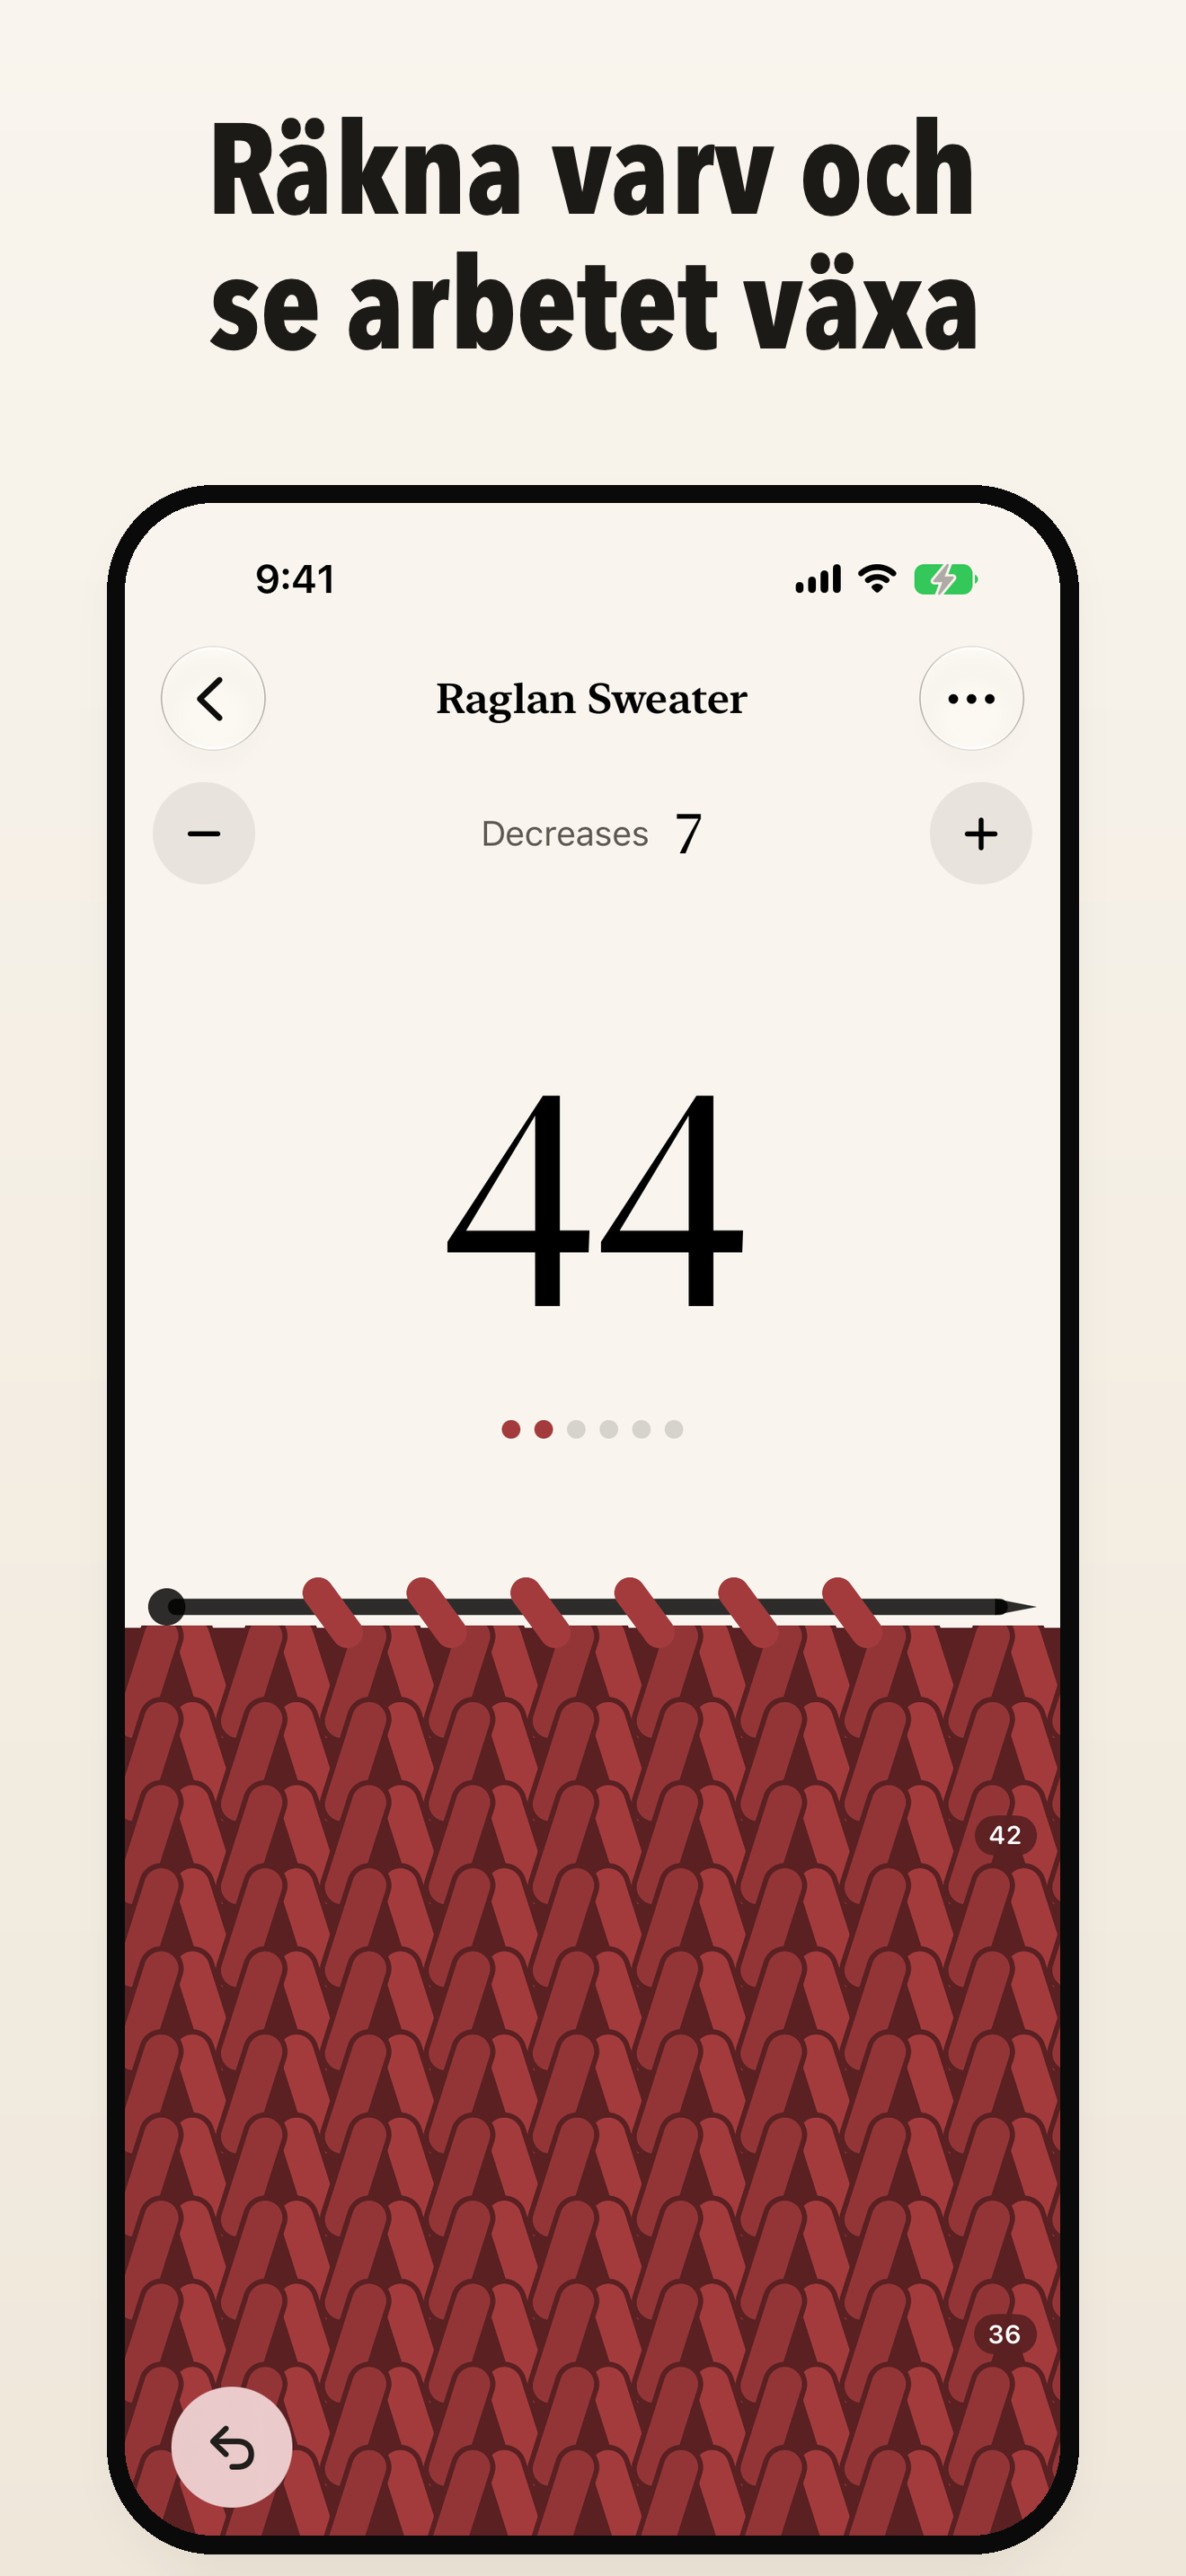 Räkna varv och
se arbetet växa
9:41
Raglan Sweater
Decreases 7
44
42
36